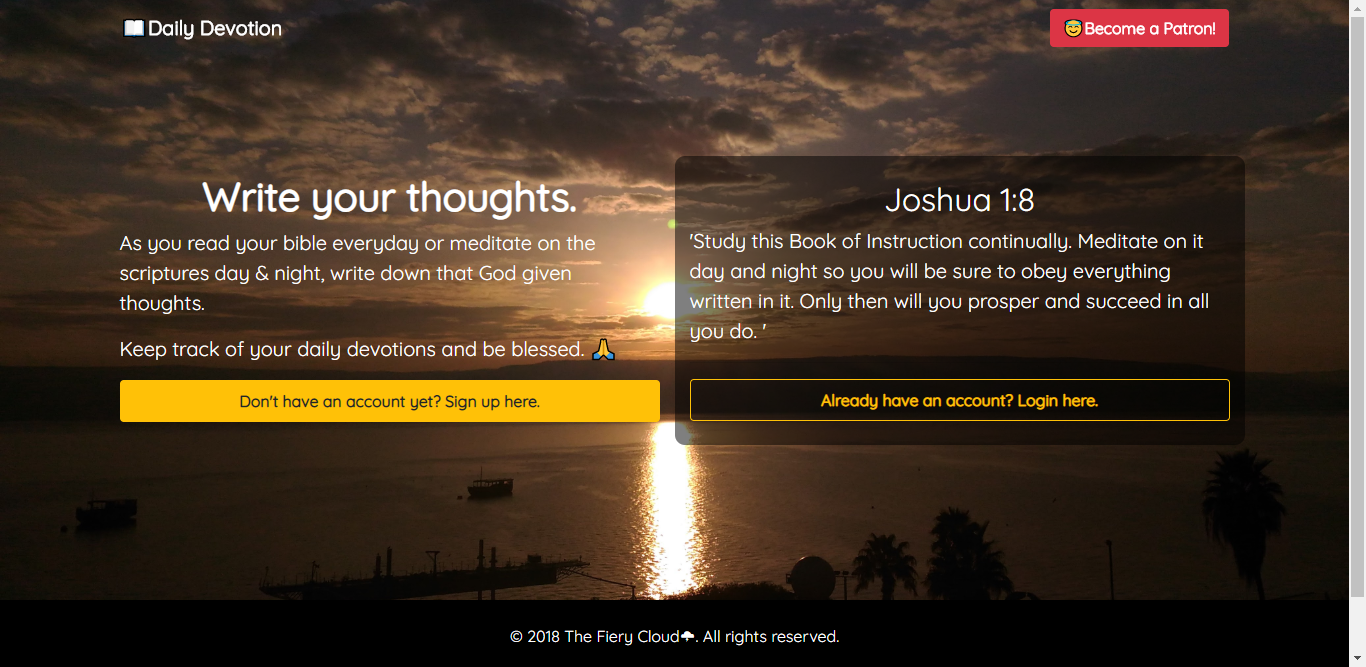 📖Daily Devotion
😇Become a Patron!
Write your thoughts.
As you read your bible everyday or meditate on the
scriptures day & night, write down that God given
thoughts.
Keep track of your daily devotions and be blessed. 🙏
Don't have an account yet? Sign up here.
Joshua 1:8
'Study this Book of Instruction continually. Meditate on it
day and night so you will be sure to obey everything
written in it. Only then will you prosper and succeed in all
you do. '
Already have an account? Login here.
© 2018 The Fiery Cloud🌩. All rights reserved.